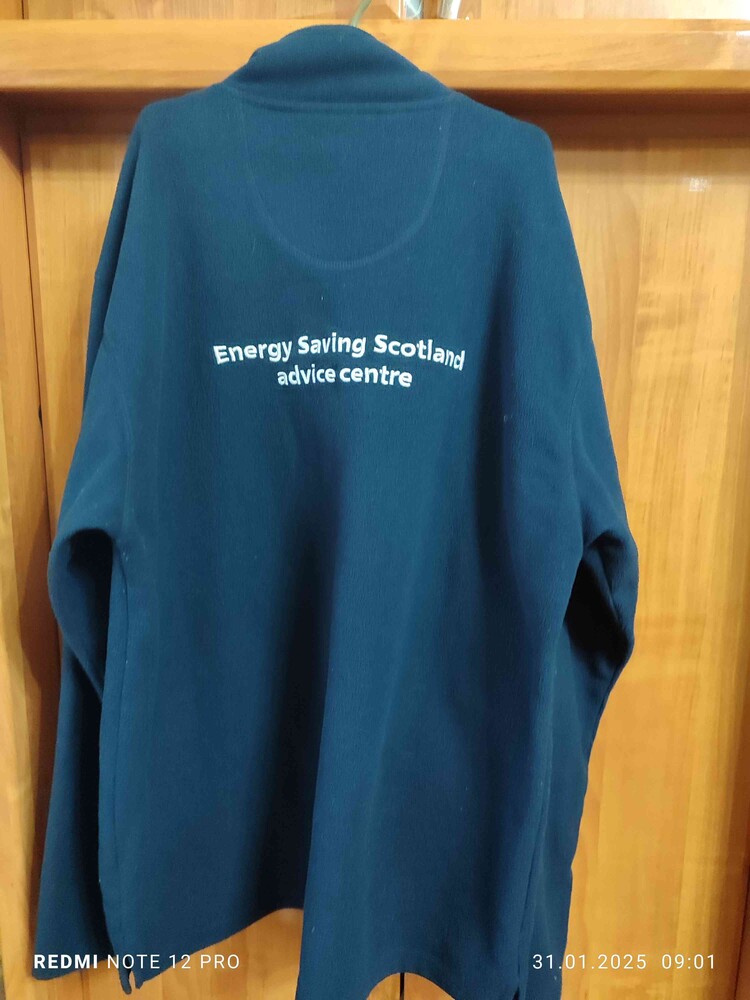 Energy Saving Scotland
advice centre
REDMI NOTE 12 PRO
31.01.2025 09:01